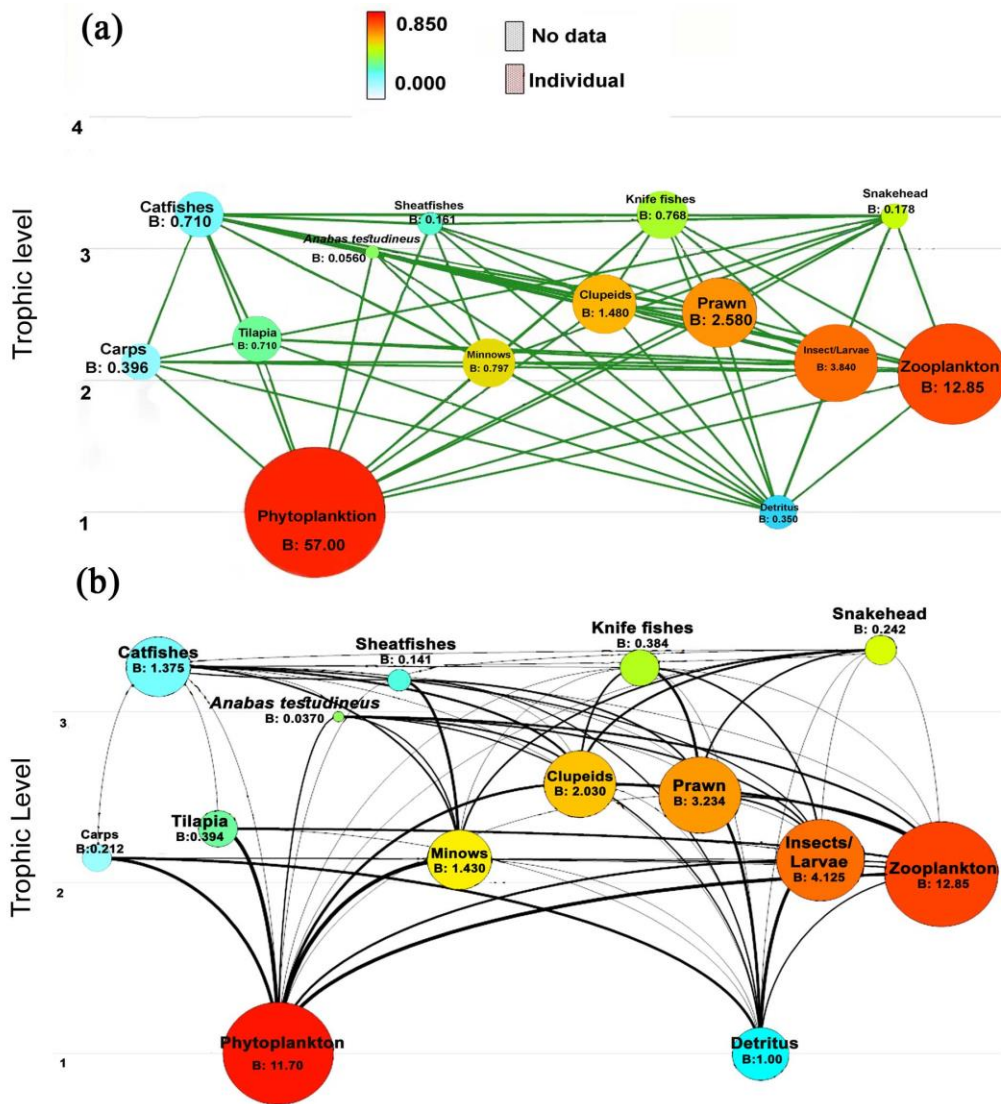 (a)
0.850
0.000
No data
Individual
Trophic level
4
3
2
1
Catfishes
B: 0.710
Sheatfishes
B: 0.161
Anabas testudineus
B: 0.0560
Knife fishes
B: 0.768
Snakehead
B: 0.178
Clupeids
B: 1.480
Prawn
B: 2.580
Tilapia
B: 0.710
Carps
B: 0.396
Minnows
B: 0.797
Insect/Larvae
B: 3.840
Zooplankton
B: 12.85
Phytoplanktion
B: 57.00
Detritus
B: 0.350
(b)
Trophic Level
3
2
1
Catfishes
B: 1.375
Sheatfishes
B: 0.141
Anabas testudineus
B: 0.0370
Knife fishes
B: 0.384
Snakehead
B: 0.242
Clupeids
B: 2.030
Prawn
B: 3.234
Tilapia
B:0.394
Carps
B:0.212
Minows
B: 1.430
Insects/
Larvae
B: 4.125
Zooplankton
B: 12.85
Phytoplankton
B: 11.70
Detritus
B:1.00